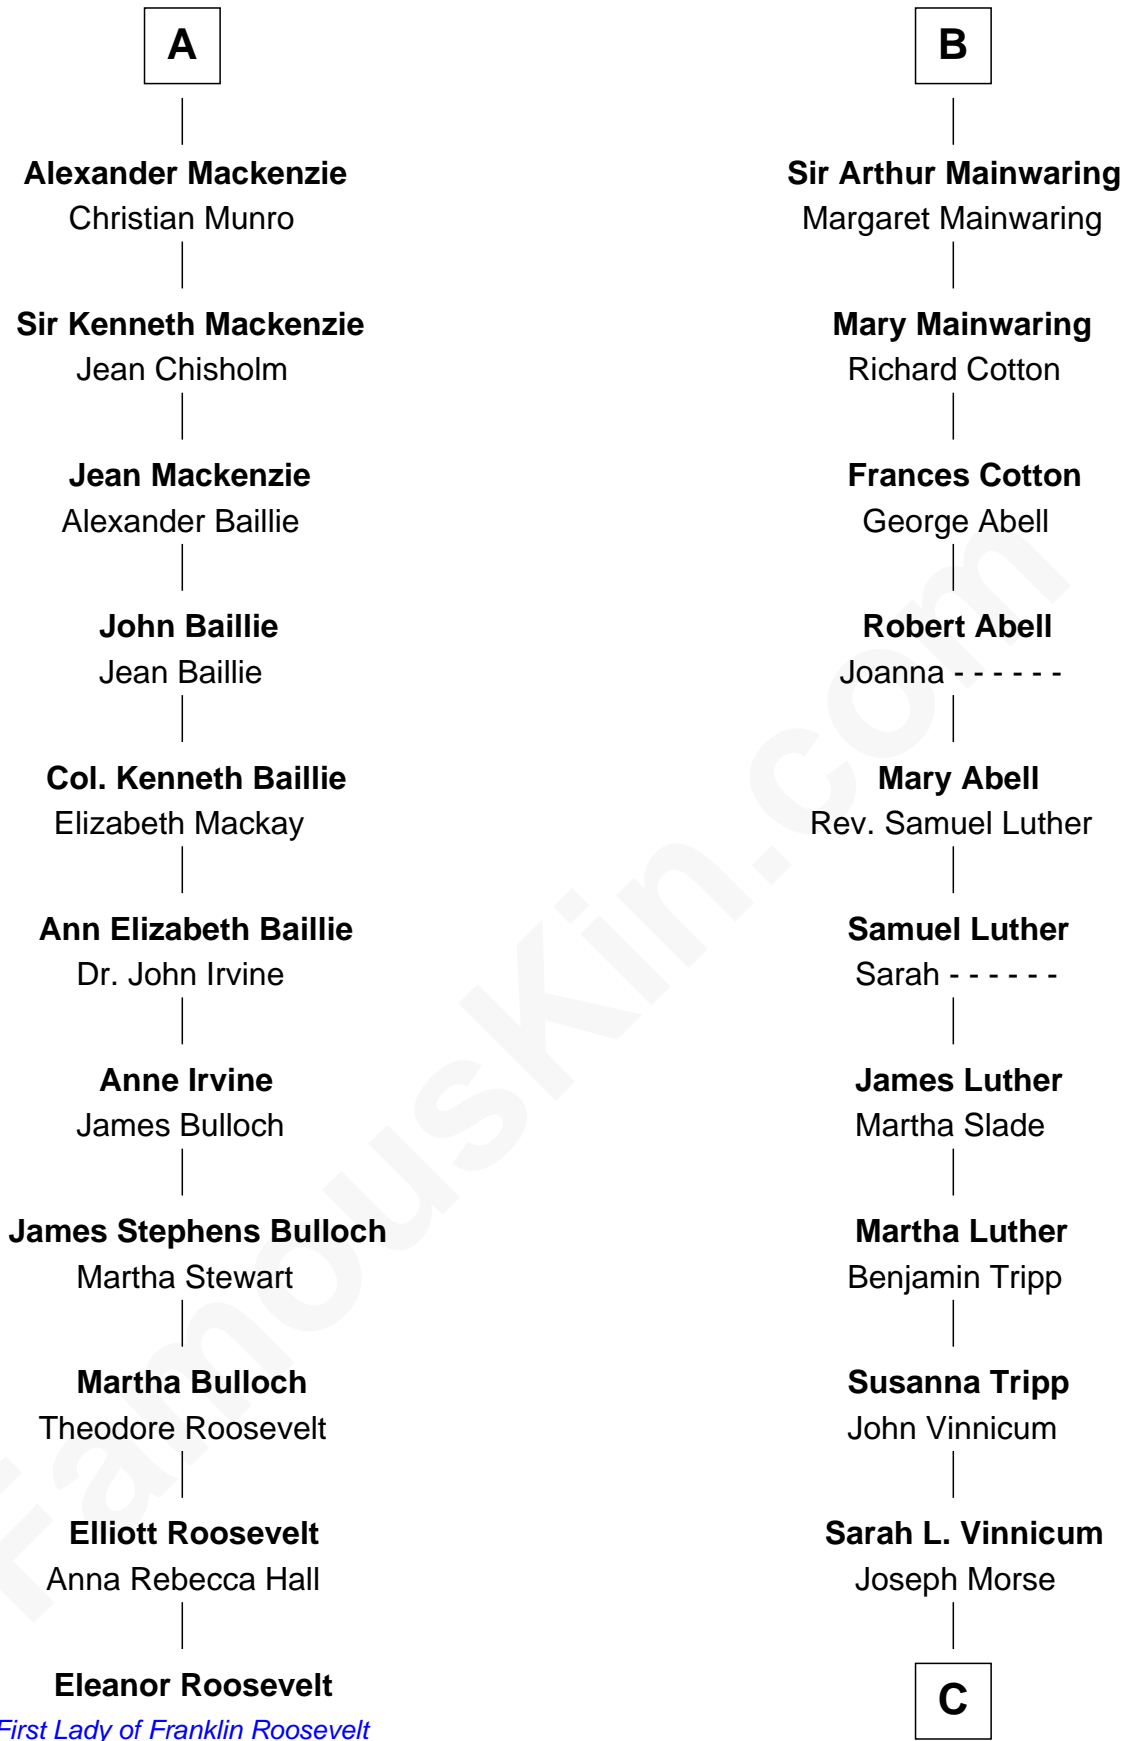 A
Alexander Mackenzie
Christian Munro
Sir Kenneth Mackenzie
Jean Chisholm
Jean Mackenzie
Alexander Baillie
John Baillie
Jean Baillie
Col. Kenneth Baillie
Elizabeth Mackay
Ann Elizabeth Baillie
Dr. John Irvine
Anne Irvine
James Bulloch
James Stephens Bulloch
Martha Stewart
Martha Bulloch
Theodore Roosevelt
Elliott Roosevelt
Anna Rebecca Hall
Eleanor Roosevelt
First Lady of Franklin Roosevelt
B
Sir Arthur Mainwaring
Margaret Mainwaring
Mary Mainwaring
Richard Cotton
Frances Cotton
George Abell
Robert Abell
Joanna - - - - - -
Mary Abell
Rev. Samuel Luther
Samuel Luther
Sarah - - - - - -
James Luther
Martha Slade
Martha Luther
Benjamin Tripp
Susanna Tripp
John Vinnicum
Sarah L. Vinnicum
Joseph Morse
C
FamousKin.com